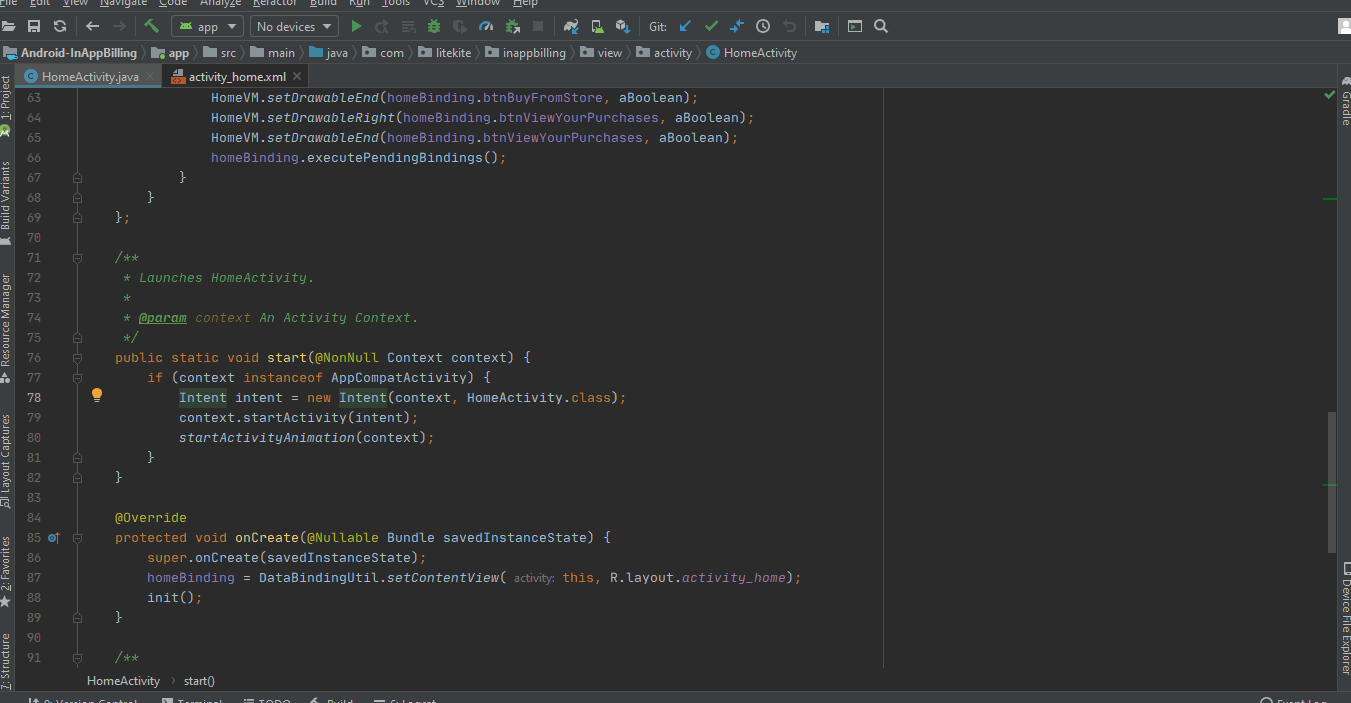 File Edit View Navigate Code Analyze Refactor Build Run Tools VCS Window Help
app No devices Git:
Android-InAppBilling app src main java com litekite inappbilling view activity HomeActivity
HomeActivity.java activity_home.xml
1: Project
Build Variants
Resource Manager
Layout Captures
2: Favorites
7: Structure
63 HomeVM.setDrawableEnd(homeBinding.btnBuyFromStore, aBoolean);
64 HomeVM.setDrawableRight(homeBinding.btnViewYourPurchases, aBoolean);
65 HomeVM.setDrawableEnd(homeBinding.btnViewYourPurchases, aBoolean);
66 homeBinding.executePendingBindings();
67 }
68 }
69 };
70
71 /**
72 * Launches HomeActivity.
73 *
74 * @param context An Activity Context.
75 */
76 public static void start(@NonNull Context context) {
77 if (context instanceof AppCompatActivity) {
78 Intent intent = new Intent(context, HomeActivity.class);
79 context.startActivity(intent);
80 startActivityAnimation(context);
81 }
82 }
83
84 @Override
85 protected void onCreate(@Nullable Bundle savedInstanceState) {
86 super.onCreate(savedInstanceState);
87 homeBinding = DataBindingUtil.setContentView( activity: this, R.layout.activity_home);
88 init();
89 }
90
91 /**
Gradle
Device File Explorer
HomeActivity start()
9: Version Control Terminal TODO Build 6: Logcat Event Log